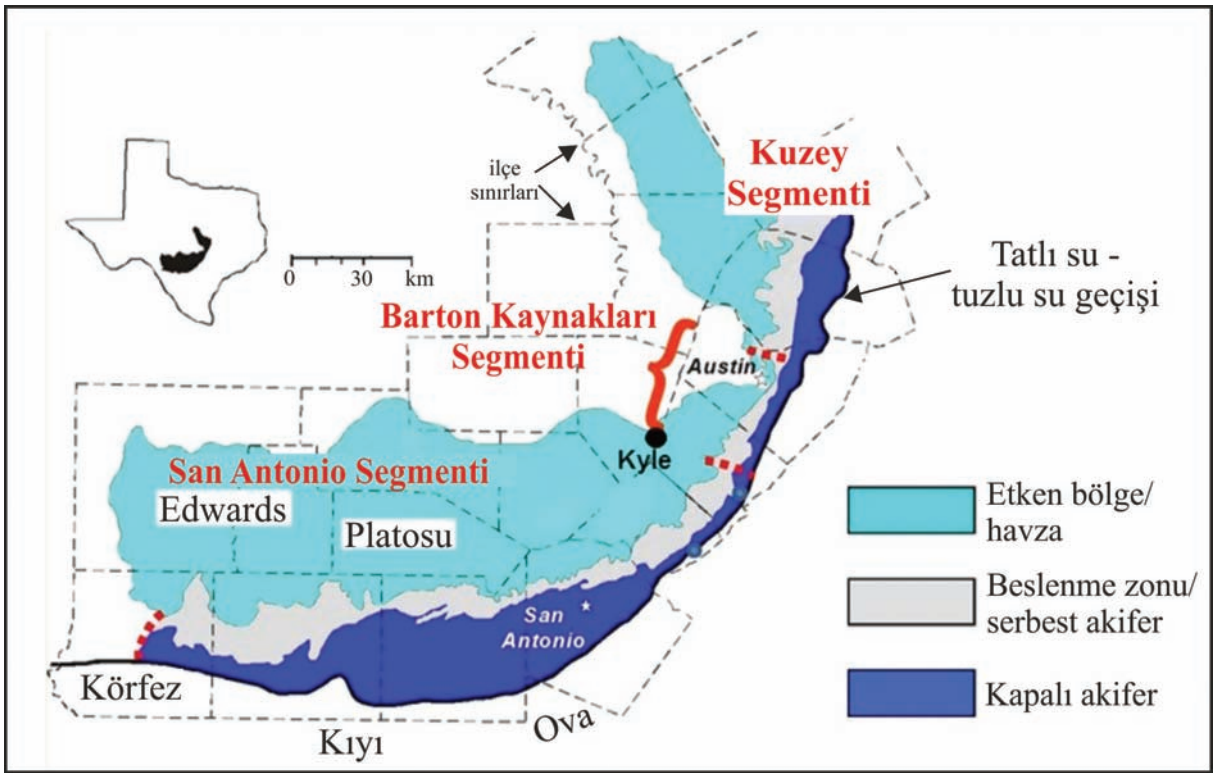 Kuzey
Segmenti
ilçe
sınırları
Tatlı su -
tuzlu su geçişi
0 30
km
Barton Kaynakları
Segmenti
Austin
Kyle
San Antonio Segmenti
Edwards
Platosu
Etken bölge/
havza
Beslenme zonu/
serbest akifer
San
Antonio
Kapalı akifer
Körfez
Kıyı
Ova